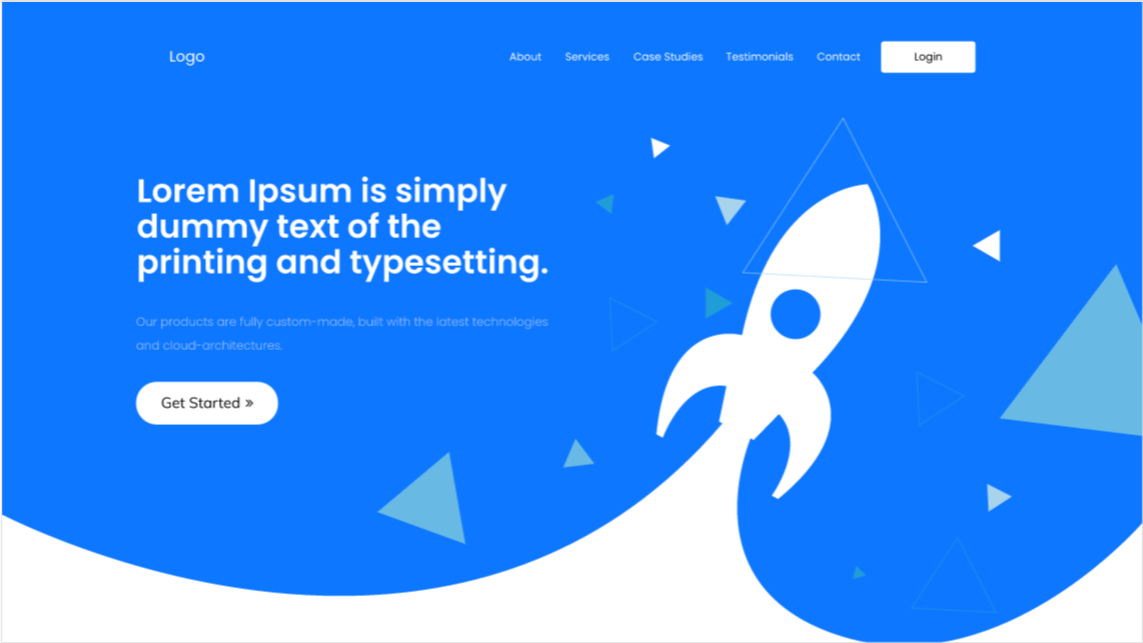 Logo
About Services Case Studies Testimonials Contact Login
Lorem Ipsum is simply
dummy text of the
printing and typesetting.
Our products are fully custom-made, built with the latest technologies
and cloud-architectures.
Get Started »